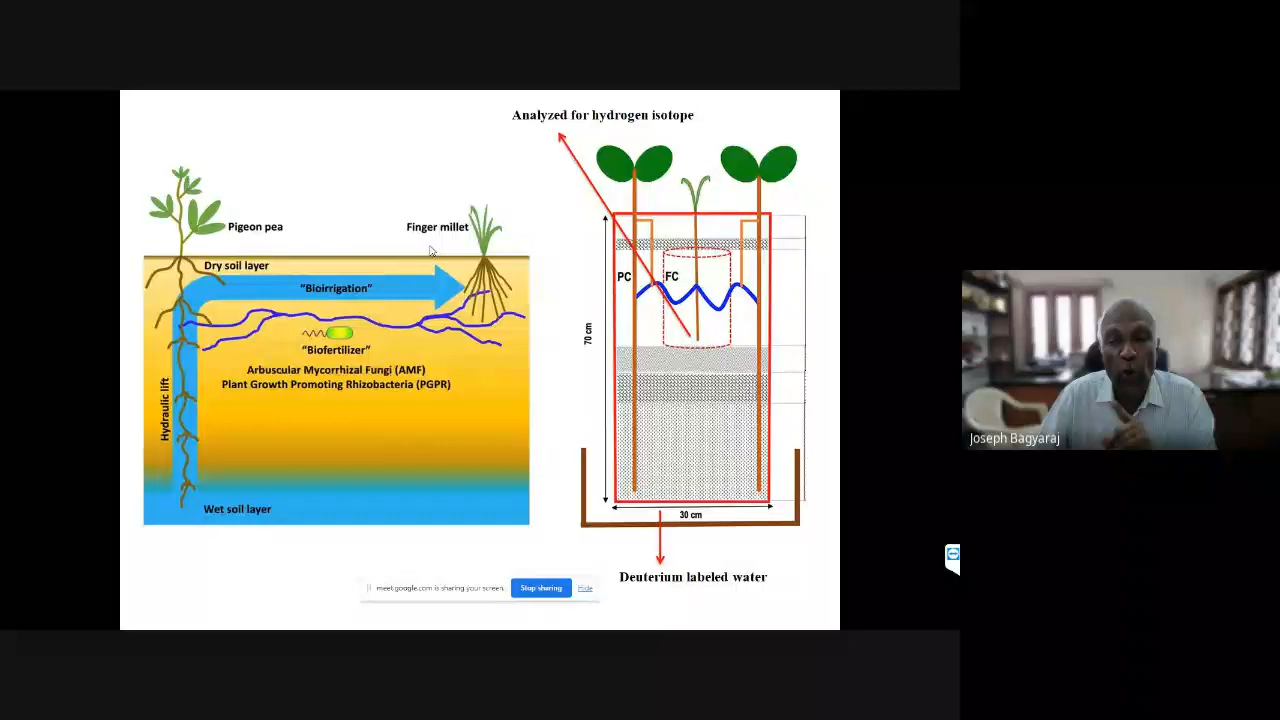 Analyzed for hydrogen isotope
Pigeon pea
Finger millet
Dry soil layer
"Bioirrigation"
"Biofertilizer"
Arbuscular Mycorrhizal Fungi (AMF)
Plant Growth Promoting Rhizobacteria (PGPR)
Hydraulic lift
Wet soil layer
PC
FC
70 cm
30 cm
Deuterium labeled water
meet.google.com is sharing your screen.
Stop sharing
Hide
Joseph Bagyaraj